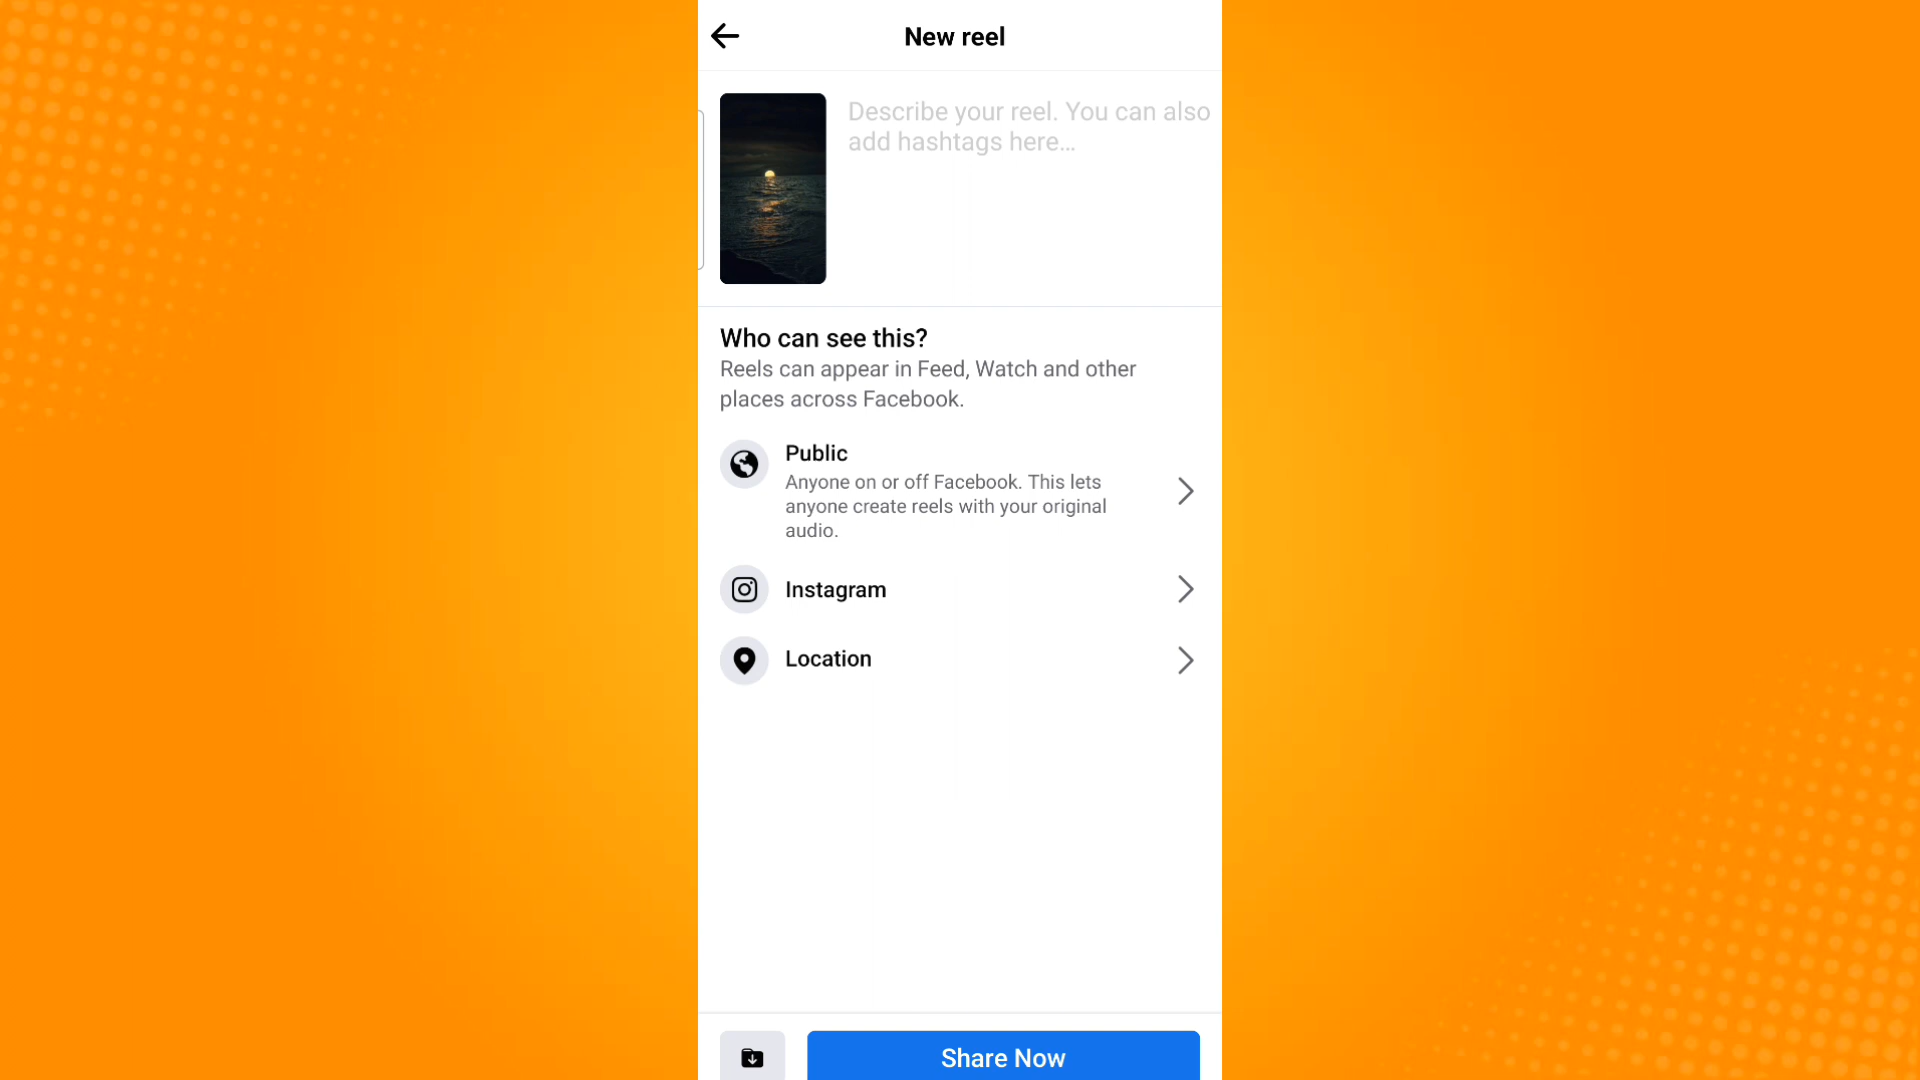 New reel
Describe your reel. You can also
add hashtags here...
Who can see this?
Reels can appear in Feed, Watch and other
places across Facebook.
Public
Anyone on or off Facebook. This lets
anyone create reels with your original
audio.
Instagram
Location
Share Now